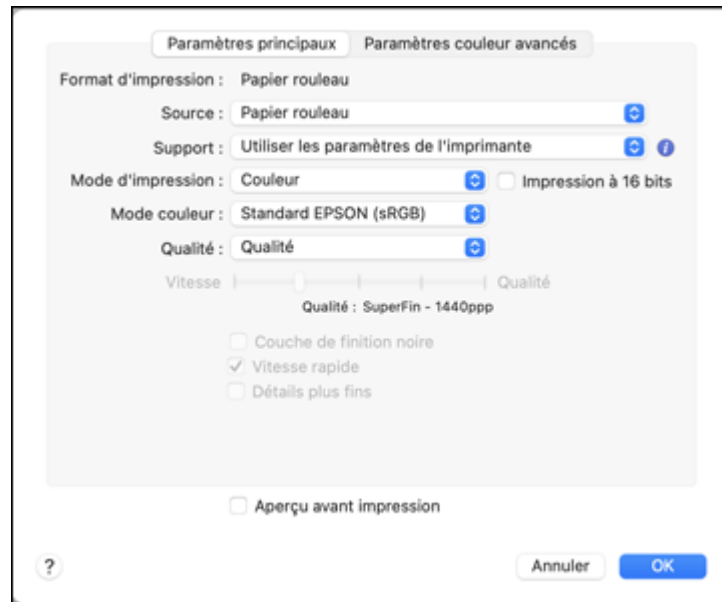 Paramètres principaux Paramètres couleur avancés
Format d'impression : Papier rouleau
Source : Papier rouleau
Support : Utiliser les paramètres de l'imprimante i
Mode d'impression : Couleur Impression à 16 bits
Mode couleur : Standard EPSON (sRGB)
Qualité : Qualité
Vitesse Qualité
Qualité : SuperFin - 1440ppp
Couche de finition noire
Vitesse rapide
Détails plus fins
Aperçu avant impression
? Annuler OK